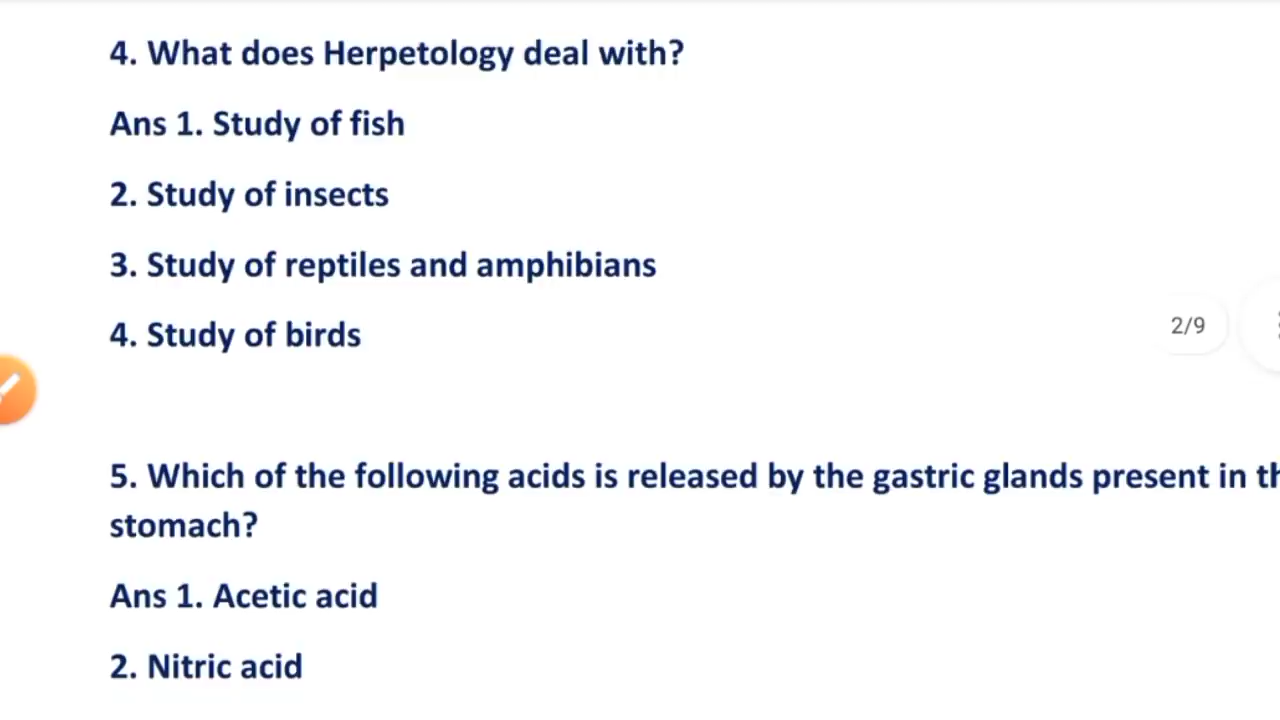 4. What does Herpetology deal with?
Ans 1. Study of fish
2. Study of insects
3. Study of reptiles and amphibians
4. Study of birds
2/9
5. Which of the following acids is released by the gastric glands present in
stomach?
Ans 1. Acetic acid
2. Nitric acid